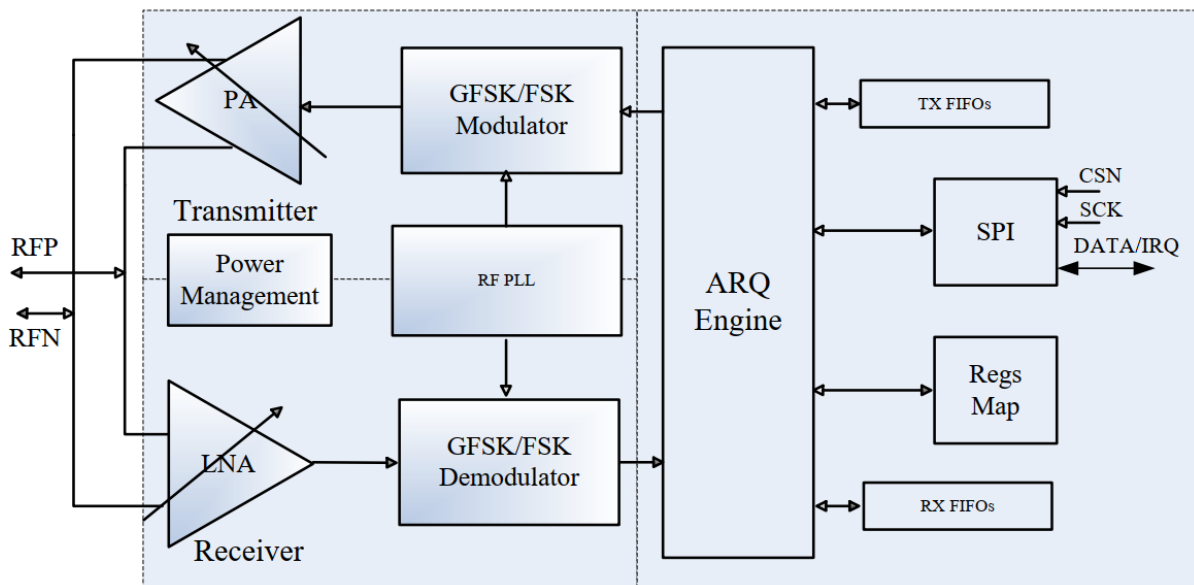 PA
GFSK/FSK
Modulator
TX FIFOs
Transmitter
CSN
SCK
SPI
DATA/IRQ
RFP
Power
Management
RF PLL
ARQ
Engine
RFN
Regs
Map
LNA
GFSK/FSK
Demodulator
RX FIFOs
Receiver